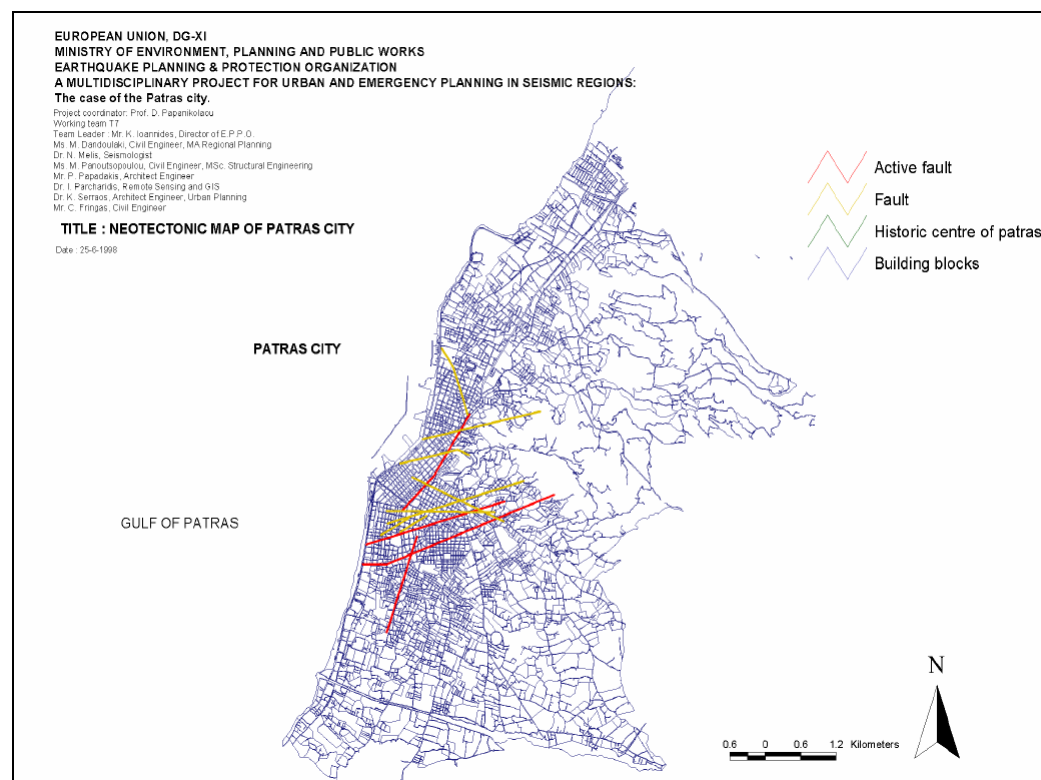 EUROPEAN UNION, DG-XI
MINISTRY OF ENVIRONMENT, PLANNING AND PUBLIC WORKS
EARTHQUAKE PLANNING & PROTECTION ORGANIZATION
A MULTIDISCIPLINARY PROJECT FOR URBAN AND EMERGENCY PLANNING IN SEISMIC REGIONS:
The case of the Patras city.
Project coordinator: Prof. D. Papanikolaou
Working team T7
Team Leader : Mr. K. Ioannides, Director of E.P.P.O.
Ms. M. Dandoulaki, Civil Engineer, MA Regional Planning
Dr. N. Melis, Seismologist
Ms. M. Panoutsopoulou, Civil Engineer, MSc. Structural Engineering
Mr. P. Papadakis, Architect Engineer
Dr. I. Parcharidis, Remote Sensing and GIS
Dr. K. Serraos, Architect Engineer, Urban Planning
Mr. C. Fringas, Civil Engineer
TITLE : NEOTECTONIC MAP OF PATRAS CITY
Date : 25-6-1998
Active fault
Fault
Historic centre of patras
Building blocks
PATRAS CITY
GULF OF PATRAS
N
0.6 0 0.6 1.2 Kilometers